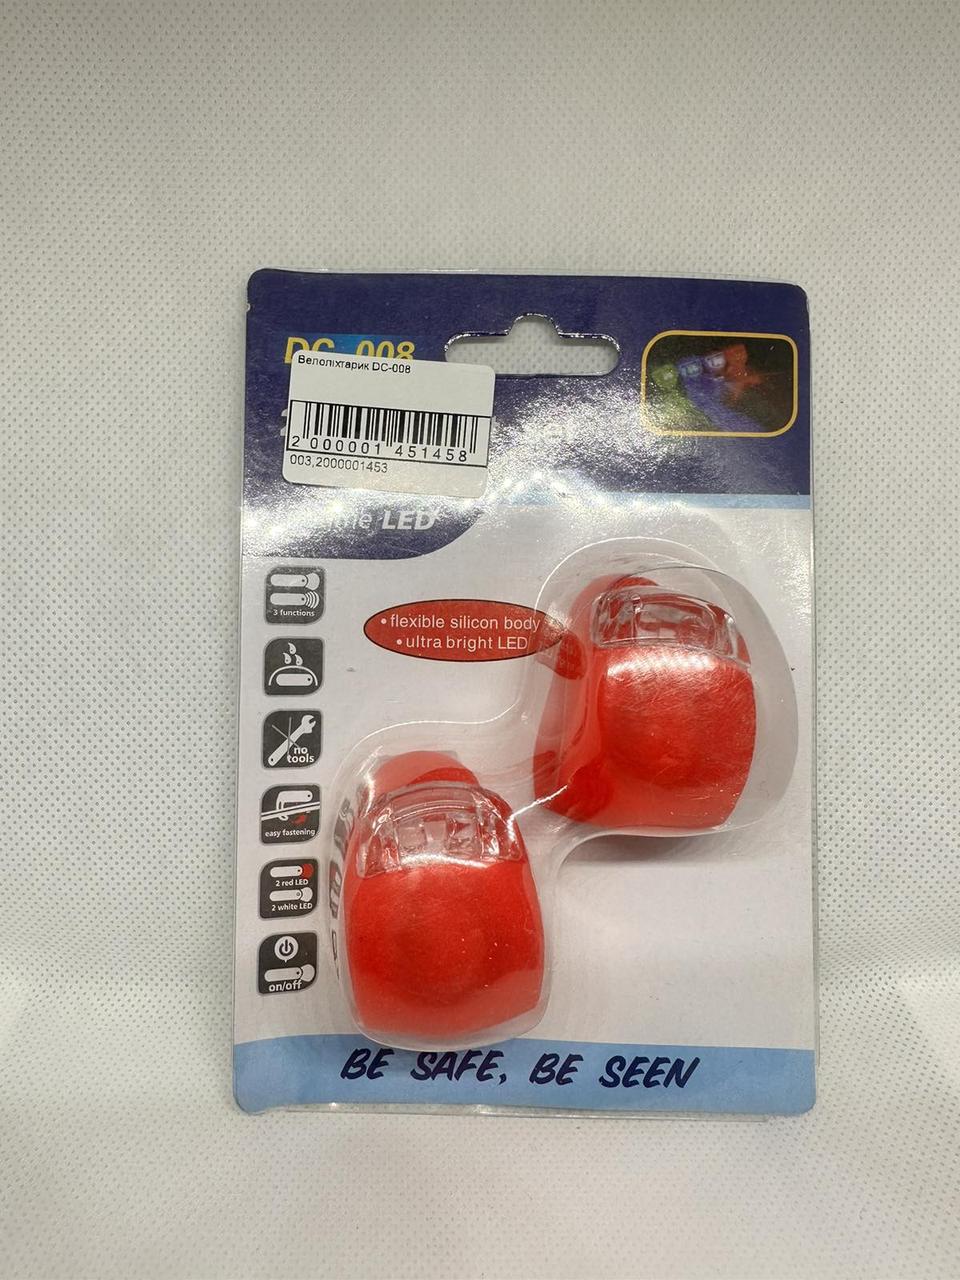 DC-008
Велоліхтарик DC-008
2 000001 451458
003,2000001453
LED
3 functions
• flexible silicon body
• ultra bright LED
no
tools
easy fastening
2 red LED
2 white LED
on/off
BE SAFE, BE SEEN